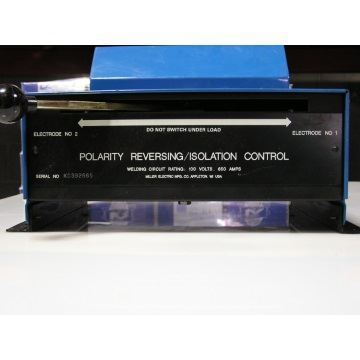 DO NOT SWITCH UNDER LOAD
ELECTRODE NO 2
ELECTRODE NO 1
POLARITY REVERSING/ISOLATION CONTROL
WELDING CIRCUIT RATING: 100 VOLTS, 650 AMPS
SERIAL NO KC392665
MILLER ELECTRIC MFG. CO. APPLETON, WI USA